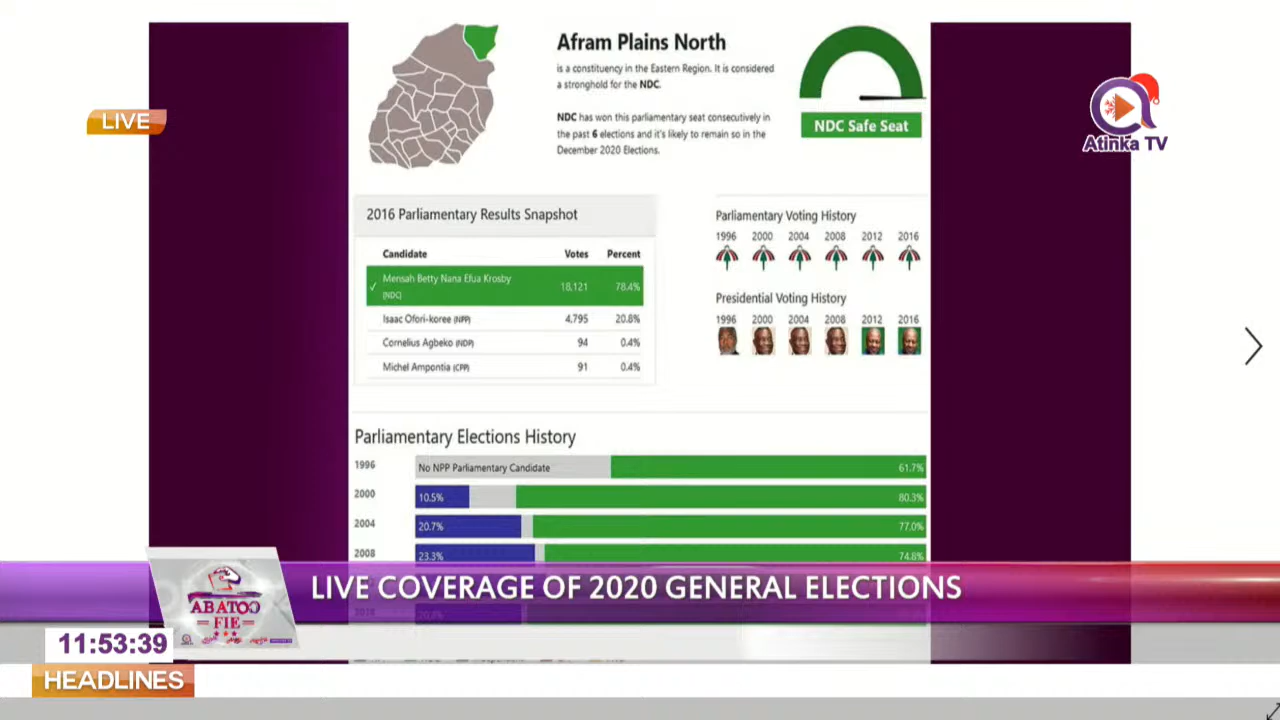 Afram Plains North
is a constituency in the Eastern Region. It is considered
a stronghold for the NDC.
NDC has won this parliamentary seat consecutively in
the past 6 elections and it's likely to remain so in the
December 2020 Elections.
NDC Safe Seat
LIVE
Atinka TV
2016 Parliamentary Results Snapshot
Candidate Votes Percent
✓ Mensah Betty Nana Efua Krosby
(NDC) 18,121 78.4%
Isaac Ofori-koree (NPP) 4,795 20.8%
Cornelius Agbeko (NDP) 94 0.4%
Michel Ampontia (CPP) 91 0.4%
Parliamentary Voting History
1996 2000 2004 2008 2012 2016
Presidential Voting History
1996 2000 2004 2008 2012 2016
Parliamentary Elections History
1996 No NPP Parliamentary Candidate 61.7%
2000 10.5% 80.3%
2004 20.7% 77.0%
2008 23.3% 74.8%
LIVE COVERAGE OF 2020 GENERAL ELECTIONS
ABATOO
FIE
11:53:39
HEADLINES